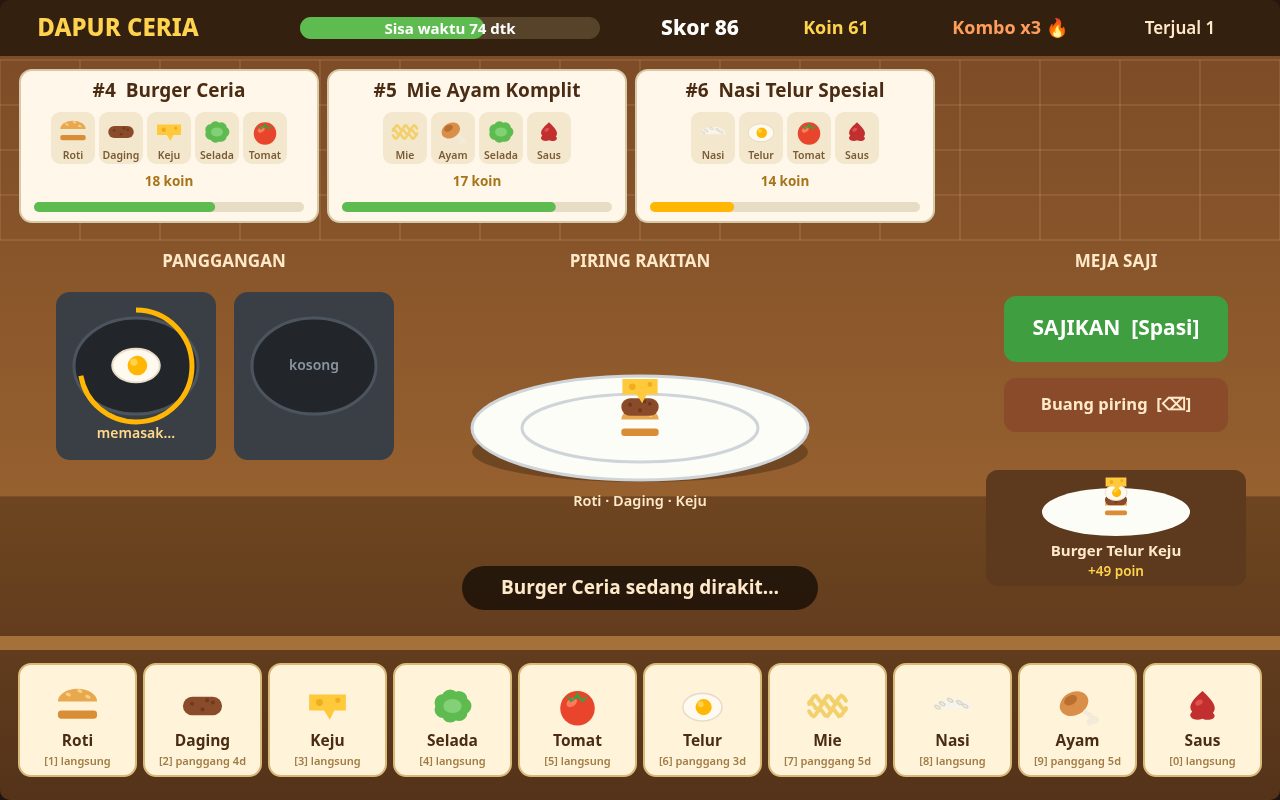 DAPUR CERIA
Sisa waktu 74 dtk
Skor 86
Koin 61
Kombo x3 🔥
Terjual 1
#4 Burger Ceria
Roti
Daging
Keju
Selada
Tomat
18 koin
#5 Mie Ayam Komplit
Mie
Ayam
Selada
Saus
17 koin
#6 Nasi Telur Spesial
Nasi
Telur
Tomat
Saus
14 koin
PANGGANGAN
PIRING RAKITAN
MEJA SAJI
memasak...
kosong
Roti · Daging · Keju
SAJIKAN [Spasi]
Buang piring [⌫]
Burger Telur Keju
+49 poin
Burger Ceria sedang dirakit...
Roti
[1] langsung
Daging
[2] panggang 4d
Keju
[3] langsung
Selada
[4] langsung
Tomat
[5] langsung
Telur
[6] panggang 3d
Mie
[7] panggang 5d
Nasi
[8] langsung
Ayam
[9] panggang 5d
Saus
[0] langsung